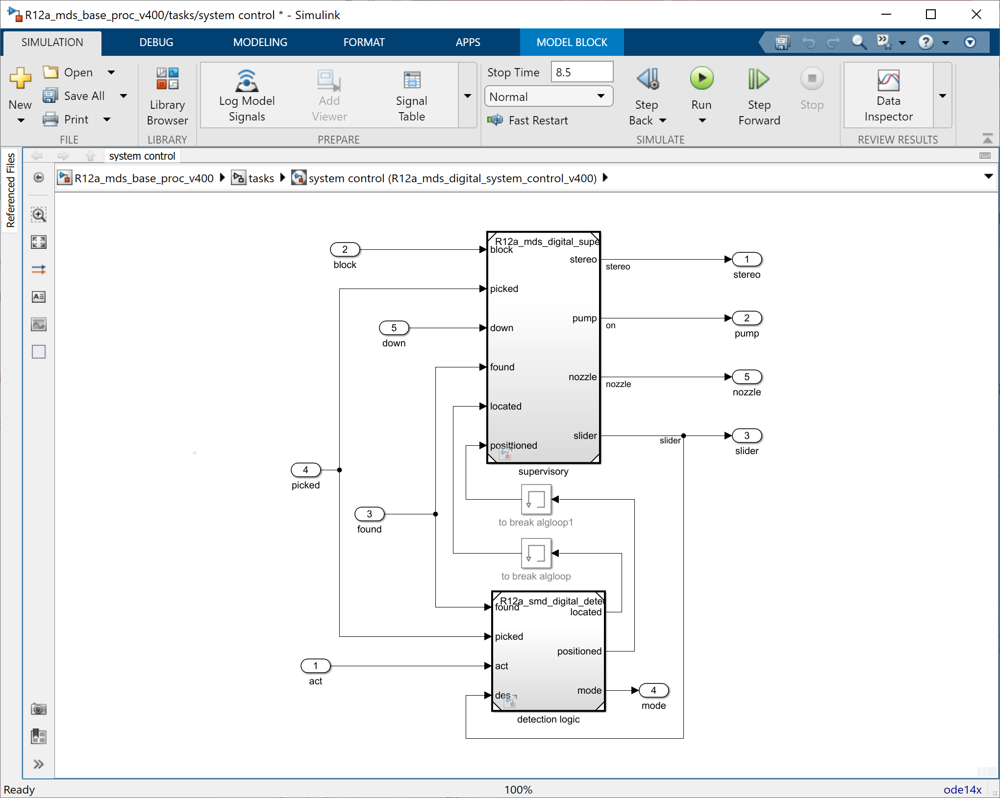 R12a_mds_base_proc_v400/tasks/system control * - Simulink
SIMULATION
DEBUG
MODELING
FORMAT
APPS
MODEL BLOCK
New
Open
Save All
Print
FILE
Library
Browser
LIBRARY
Log Model
Signals
Add
Viewer
Signal
Table
PREPARE
Stop Time
8.5
Normal
Fast Restart
Step
Back
Run
Step
Forward
Stop
SIMULATE
Data
Inspector
REVIEW RESULTS
Referenced Files
system control
R12a_mds_base_proc_v400
tasks
system control (R12a_mds_digital_system_control_v400)
2
block
4
picked
5
down
3
found
1
act
R12a_mds_digital_supe
block
picked
down
found
located
positioned
stereo
pump
nozzle
slider
supervisory
stereo
on
nozzle
slider
1
stereo
2
pump
5
nozzle
3
slider
to break algloop1
to break algloop
R12a_smd_digital_dete
found
picked
act
des
located
positioned
mode
detection logic
4
mode
Ready
100%
ode14x